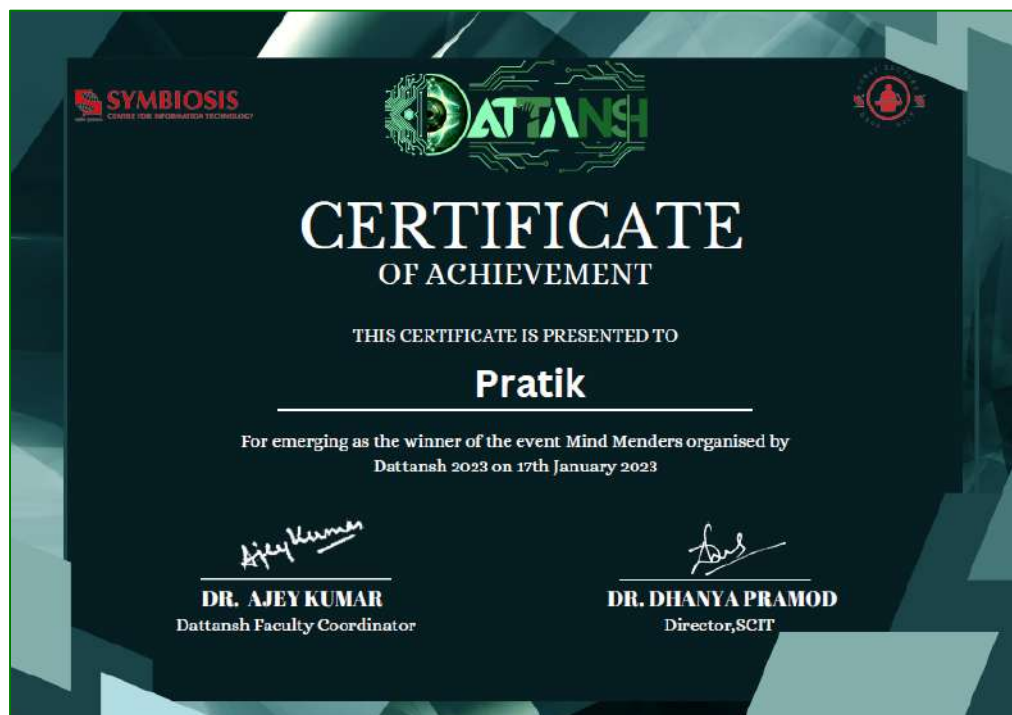 SYMBIOSIS
CENTRE FOR INFORMATION TECHNOLOGY
DATTANSH
CERTIFICATE
OF ACHIEVEMENT
THIS CERTIFICATE IS PRESENTED TO
Pratik
For emerging as the winner of the event Mind Menders organised by
Dattansh 2023 on 17th January 2023
Ajey Kumar
DR. AJEY KUMAR
Dattansh Faculty Coordinator
DR. DHANYA PRAMOD
Director,SCIT